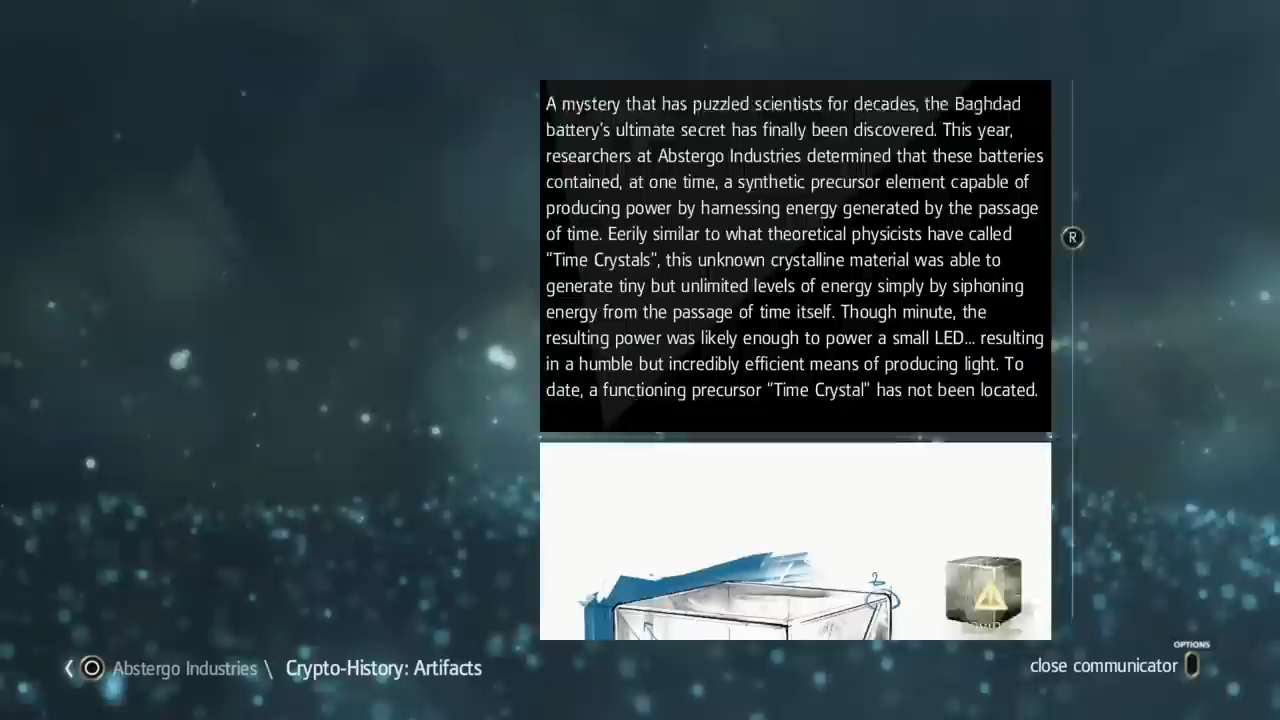 A mystery that has puzzled scientists for decades, the Baghdad
battery's ultimate secret has finally been discovered. This year,
researchers at Abstergo Industries determined that these batteries
contained, at one time, a synthetic precursor element capable of
producing power by harnessing energy generated by the passage
of time. Eerily similar to what theoretical physicists have called
"Time Crystals", this unknown crystalline material was able to
generate tiny but unlimited levels of energy simply by siphoning
energy from the passage of time itself. Though minute, the
resulting power was likely enough to power a small LED... resulting
in a humble but incredibly efficient means of producing light. To
date, a functioning precursor "Time Crystal" has not been located.
R
2
Abstergo Industries \ Crypto-History: Artifacts
OPTIONS
close communicator